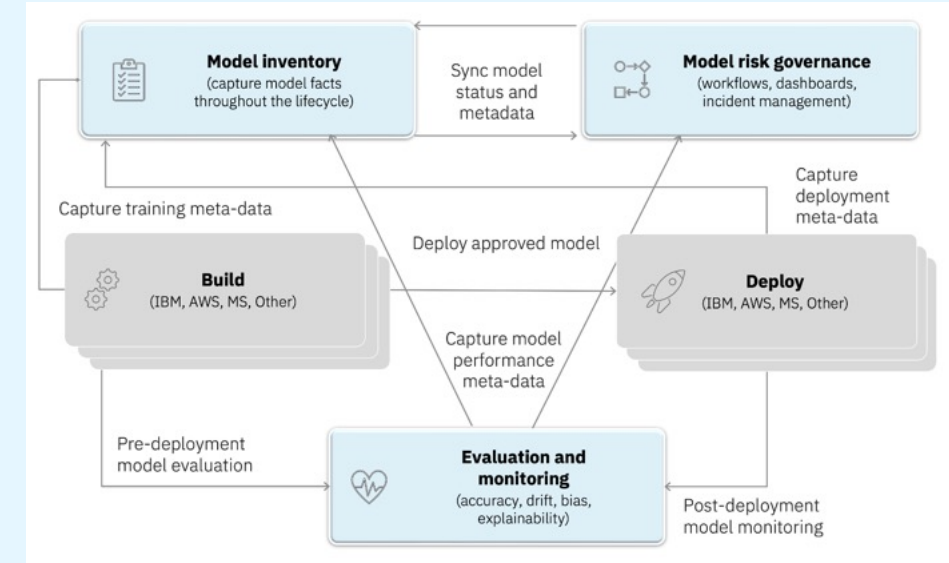 Model inventory
(capture model facts
throughout the lifecycle)
Sync model
status and
metadata
Model risk governance
(workflows, dashboards,
incident management)
Capture
deployment
meta-data
Capture training meta-data
Deploy approved model
Build
(IBM, AWS, MS, Other)
Deploy
(IBM, AWS, MS, Other)
Capture model
performance
meta-data
Pre-deployment
model evaluation
Evaluation and
monitoring
(accuracy, drift, bias,
explainability)
Post-deployment
model monitoring